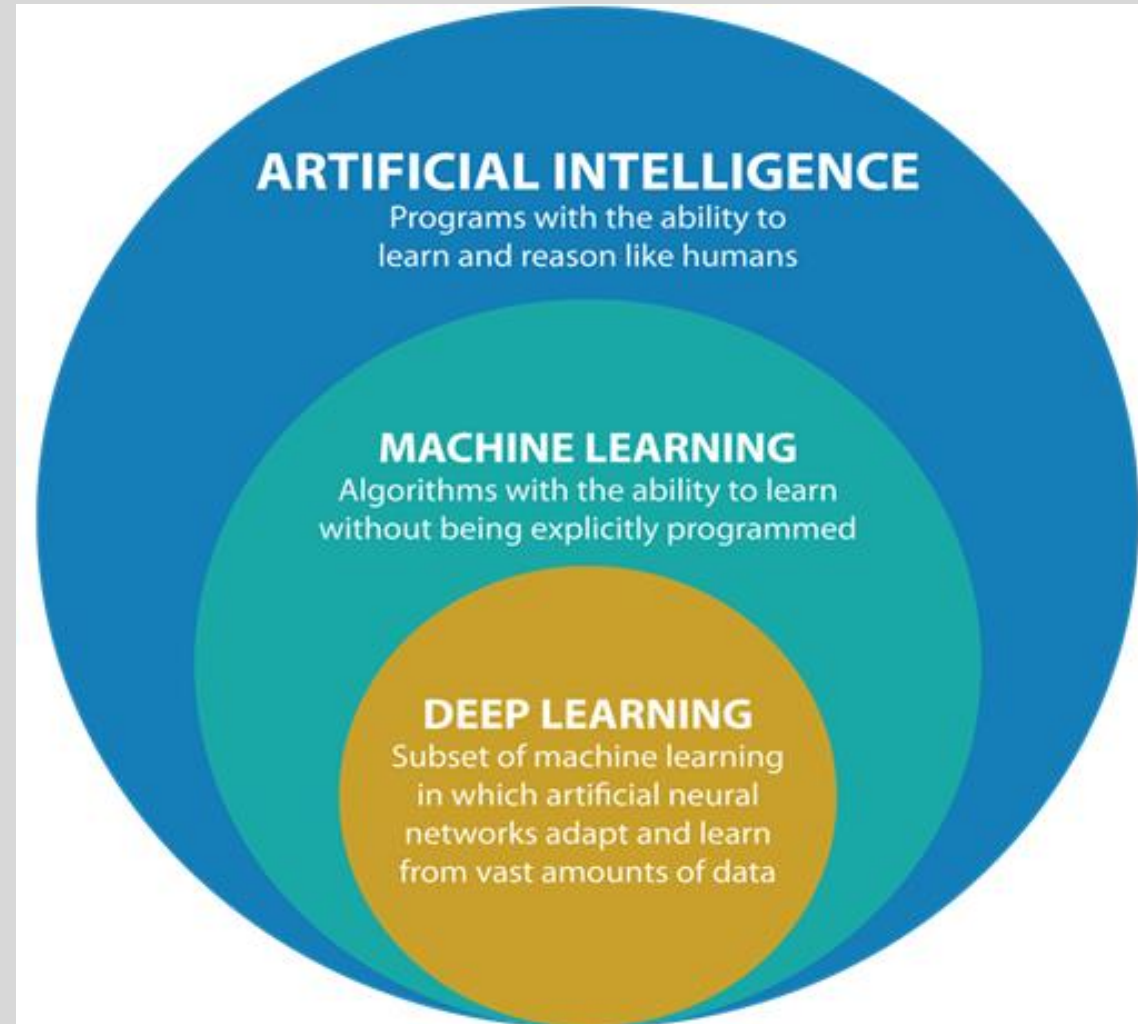 ARTIFICIAL INTELLIGENCE
Programs with the ability to
learn and reason like humans
MACHINE LEARNING
Algorithms with the ability to learn
without being explicitly programmed
DEEP LEARNING
Subset of machine learning
in which artificial neural
networks adapt and learn
from vast amounts of data